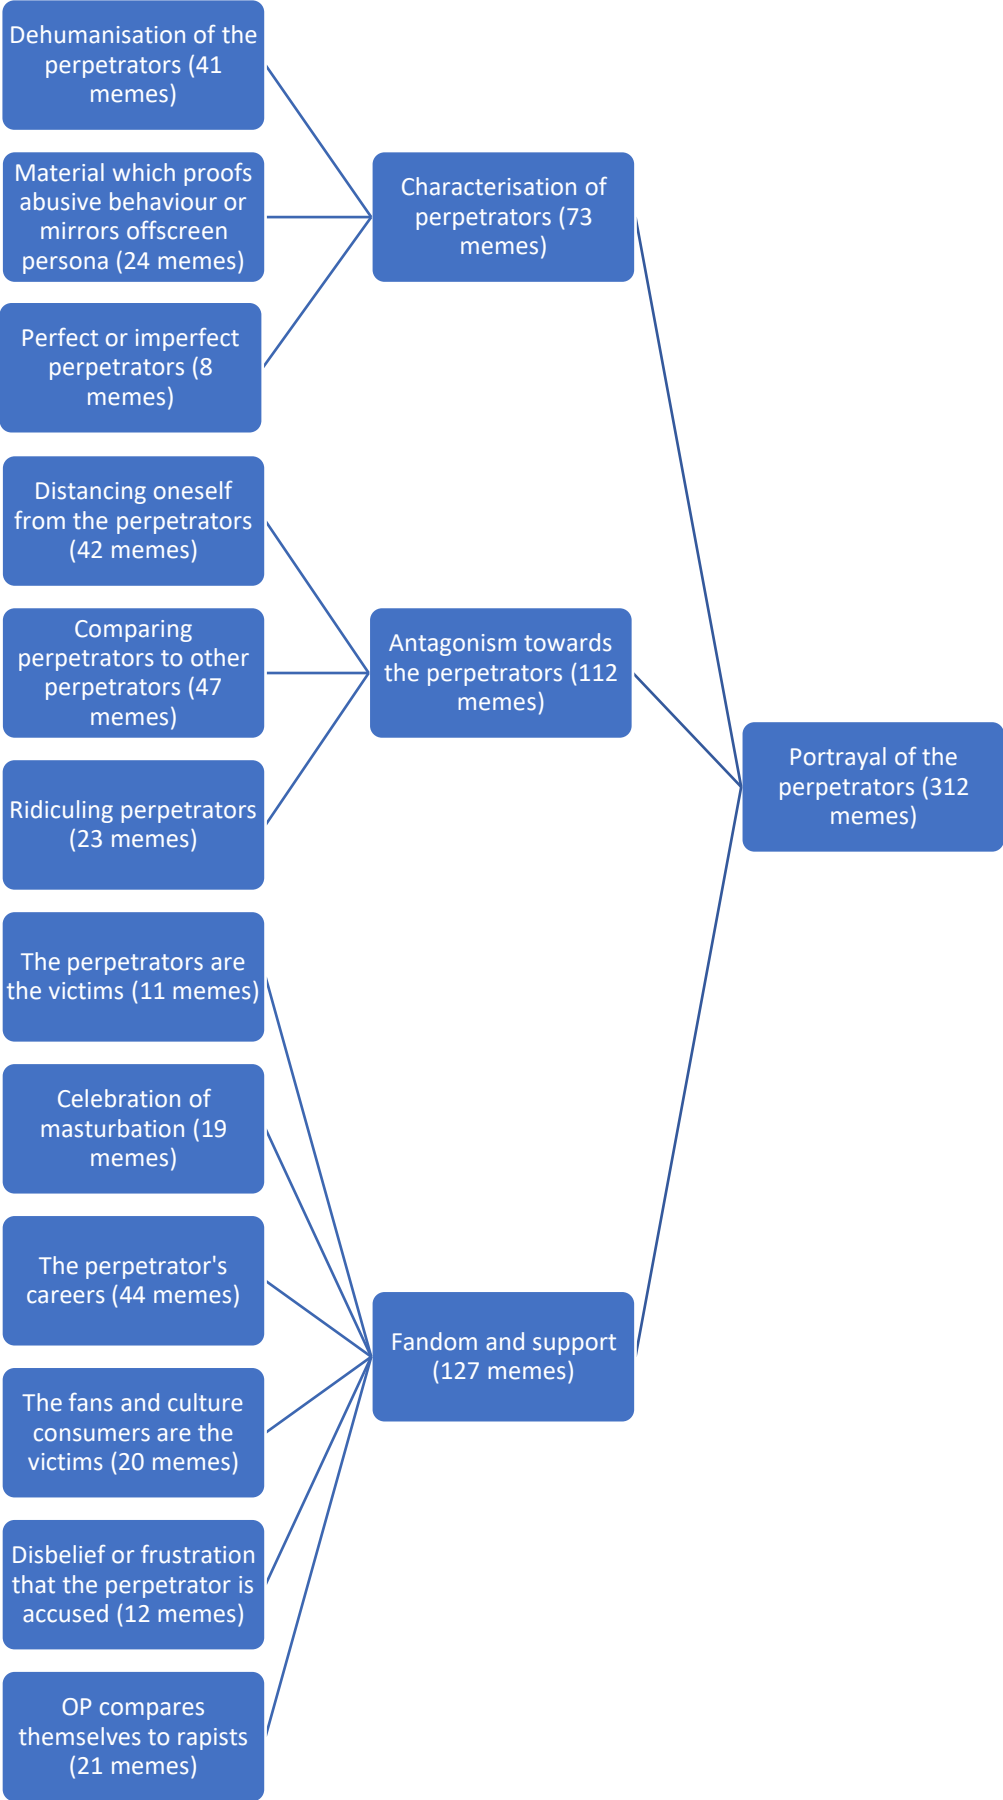 Dehumanisation of the
perpetrators (41
memes)
Material which proofs
abusive behaviour or
mirrors offscreen
persona (24 memes)
Perfect or imperfect
perpetrators (8
memes)
Characterisation of
perpetrators (73
memes)
Distancing oneself
from the perpetrators
(42 memes)
Comparing
perpetrators to other
perpetrators (47
memes)
Ridiculing perpetrators
(23 memes)
Antagonism towards
the perpetrators (112
memes)
The perpetrators are
the victims (11 memes)
Celebration of
masturbation (19
memes)
The perpetrator's
careers (44 memes)
The fans and culture
consumers are the
victims (20 memes)
Disbelief or frustration
that the perpetrator is
accused (12 memes)
OP compares
themselves to rapists
(21 memes)
Fandom and support
(127 memes)
Portrayal of the
perpetrators (312
memes)